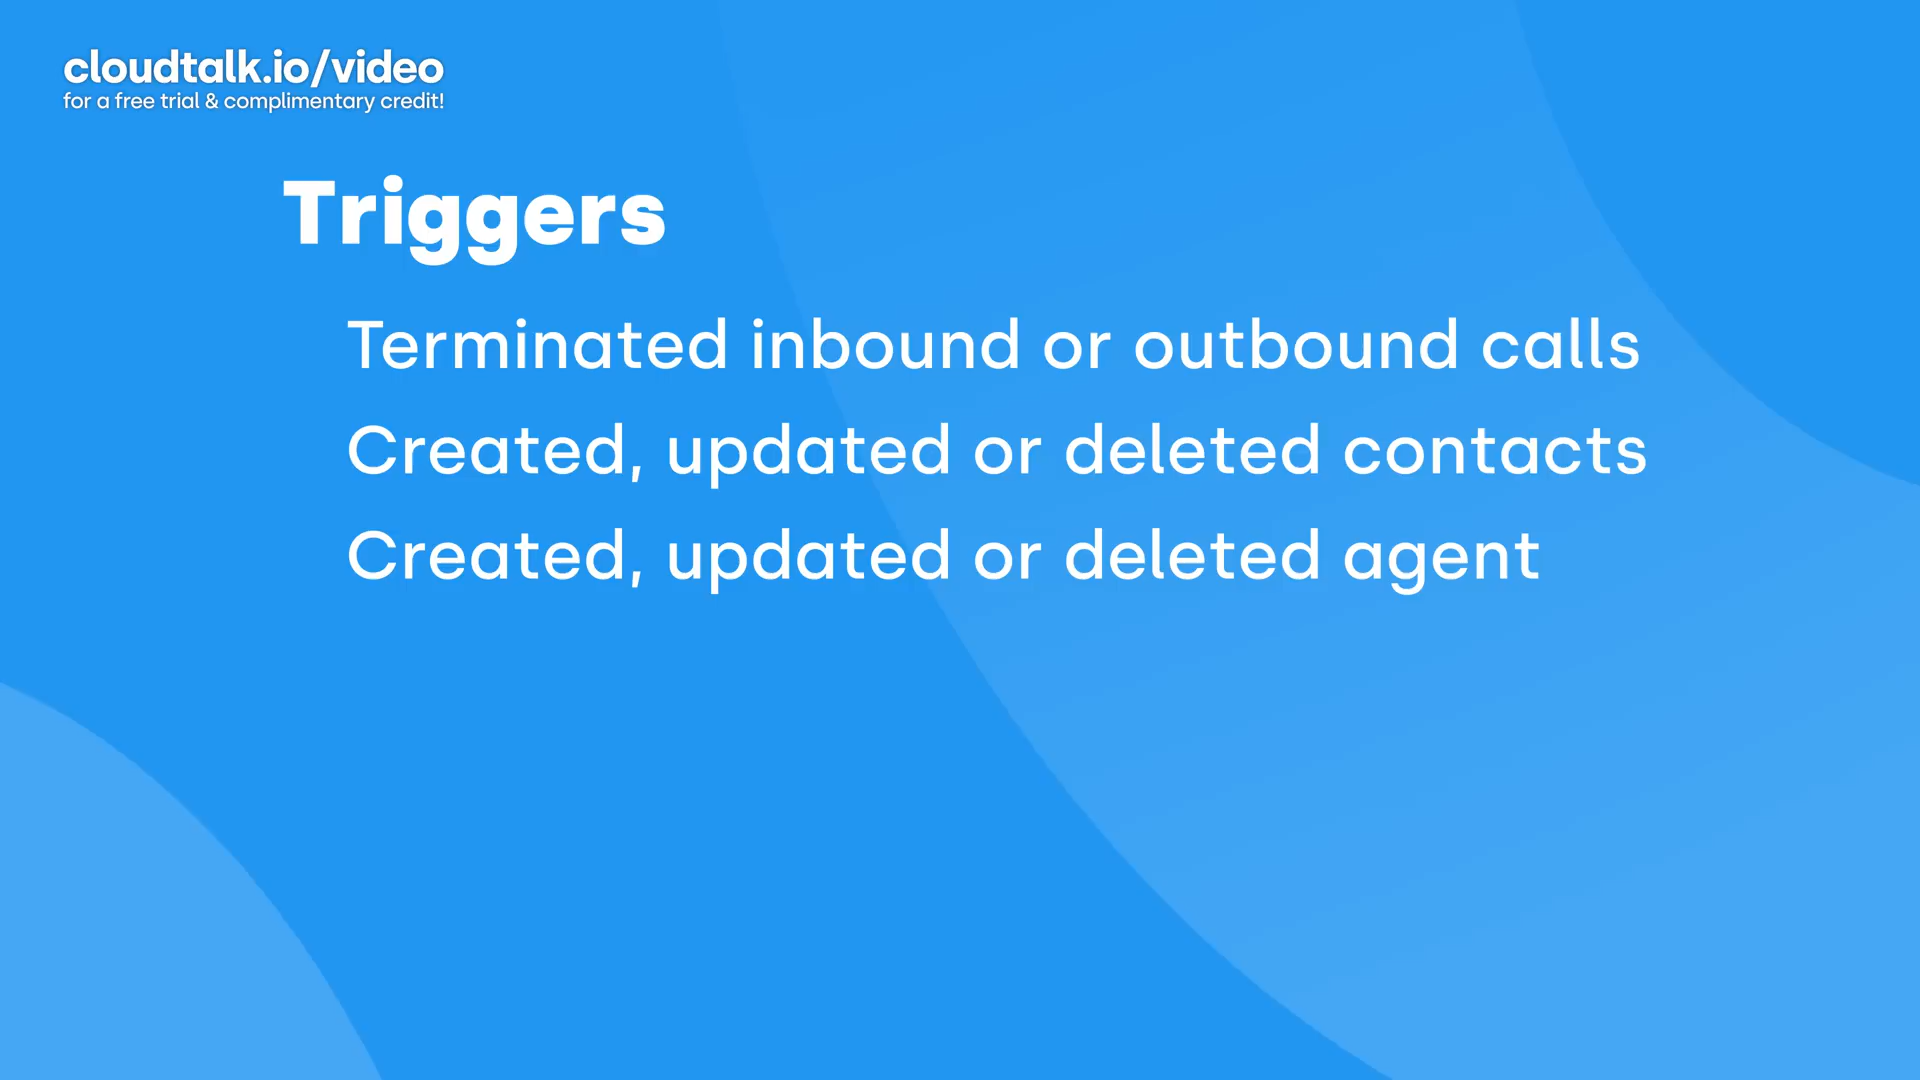 cloudtalk.io/video
for a free trial & complimentary credit!
Triggers
Terminated inbound or outbound calls
Created, updated or deleted contacts
Created, updated or deleted agent